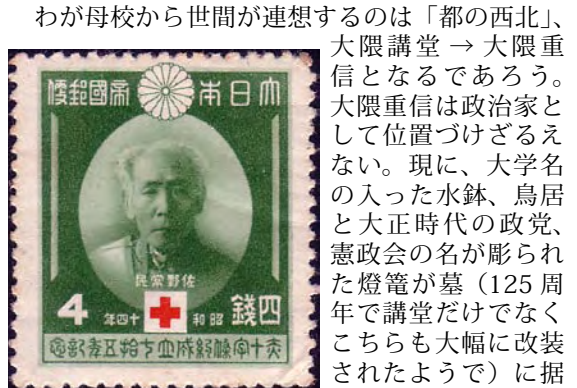 わが母校から世間が連想するのは「都の西北」、
大隈講堂 → 大隈重
信となるであろう。
大隈重信は政治家と
して位置づけざるえ
ない。現に、大学名
の入った水鉢、鳥居
と大正時代の政党、
憲政会の名が彫られ
た燈篭が墓（125 周
年で講堂だけでなく
こちらも大幅に改装
されたようで）に据
大日本帝國郵便
佐野常民
四錢 昭和十四年 4
赤十字條約成立七拾五年記念